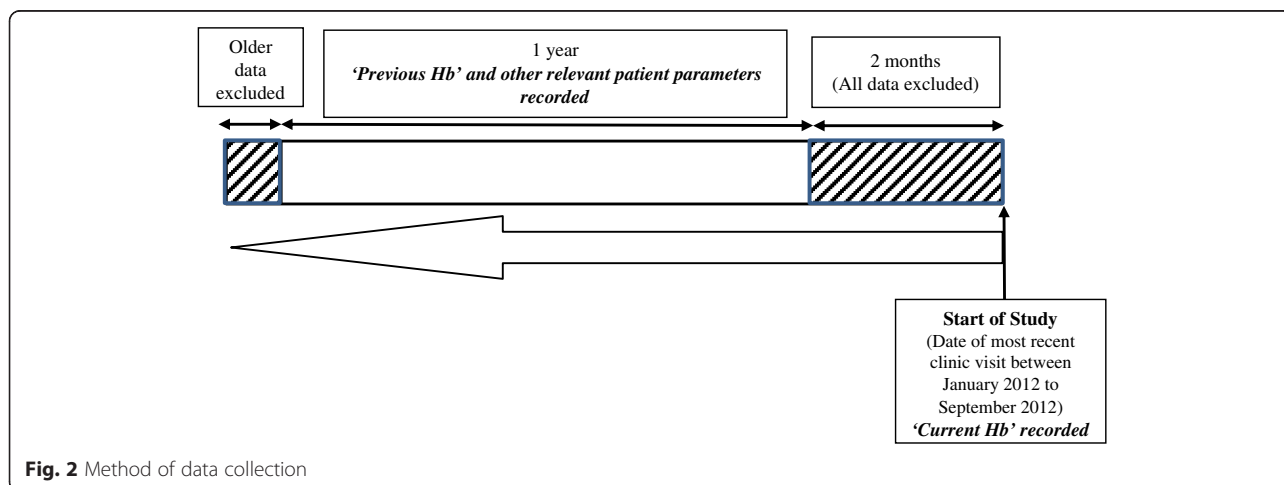 Older
data
excluded
1 year
‘Previous Hb’ and other relevant patient parameters
recorded
2 months
(All data excluded)
Start of Study
(Date of most recent
clinic visit between
January 2012 to
September 2012)
‘Current Hb’ recorded
Fig. 2 Method of data collection